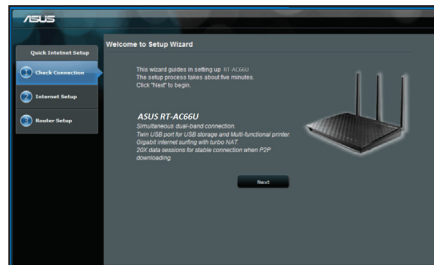 ASUS
Quick Internet Setup
1 Check Connection
2 Internet Setup
3 Router Setup
Welcome to Setup Wizard
This wizard guides in setting up RT-AC66U
The setup process takes about five minutes.
Click "Next" to begin.
ASUS RT-AC66U
Simultaneous dual-band connection.
Twin USB port for USB storage and Multi-functional printer.
Gigabit internet surfing with turbo NAT.
20X data sessions for stable connection when P2P
downloading.
Next